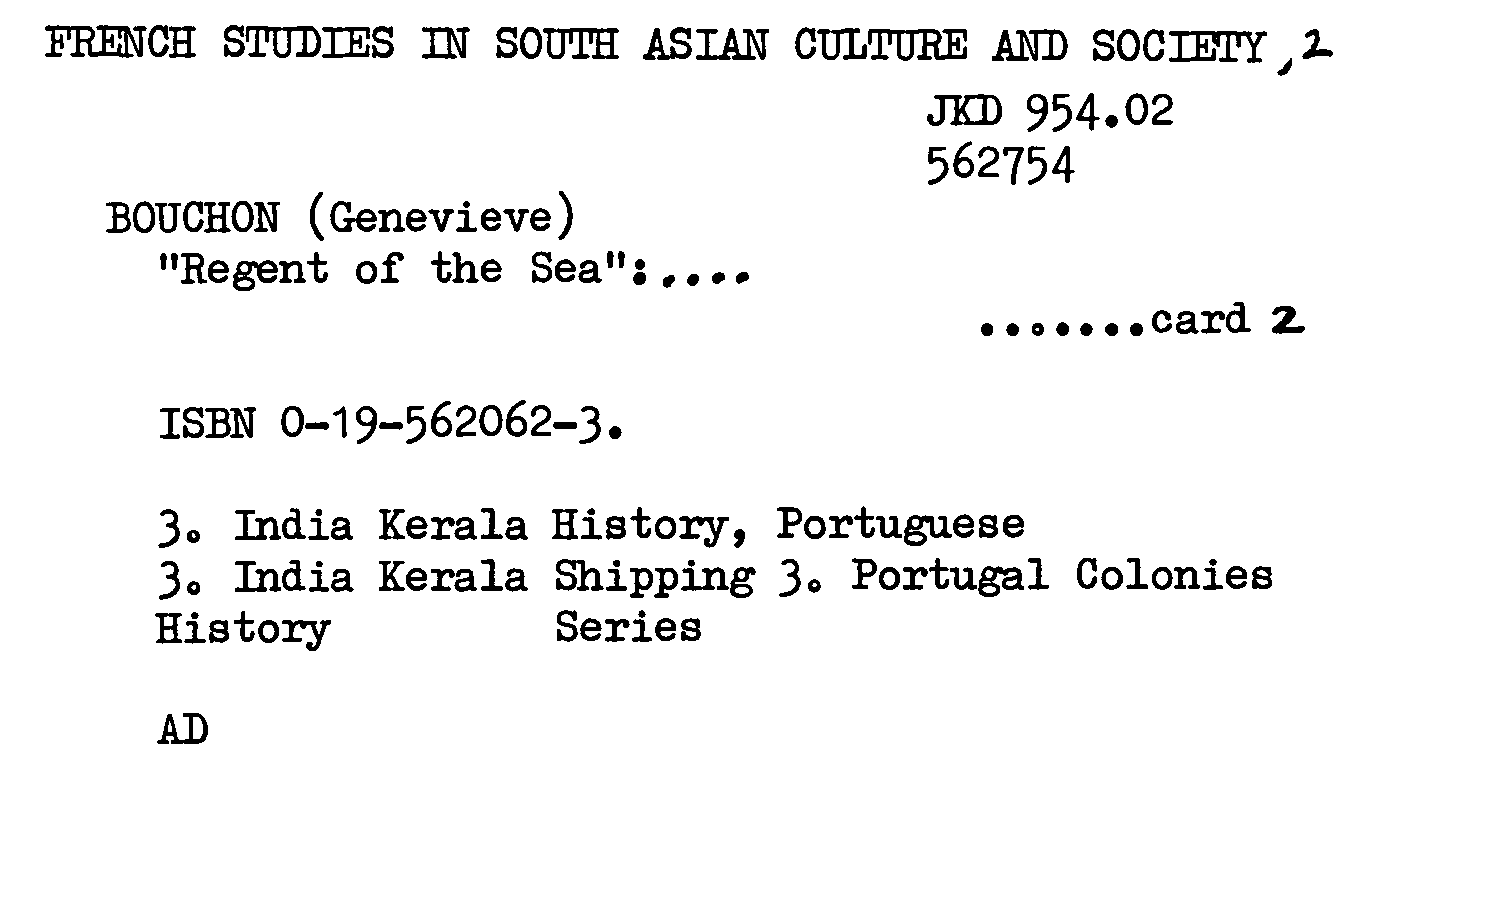 FRENCH STUDIES IN SOUTH ASIAN CULTURE AND SOCIETY, 2
JKD 954.02
562754
BOUCHON (Genevieve)
"Regent of the Sea":....
.......card 2
ISBN 0-19-562062-3.
3. India Kerala History, Portuguese
3. India Kerala Shipping 3. Portugal Colonies
History Series
AD